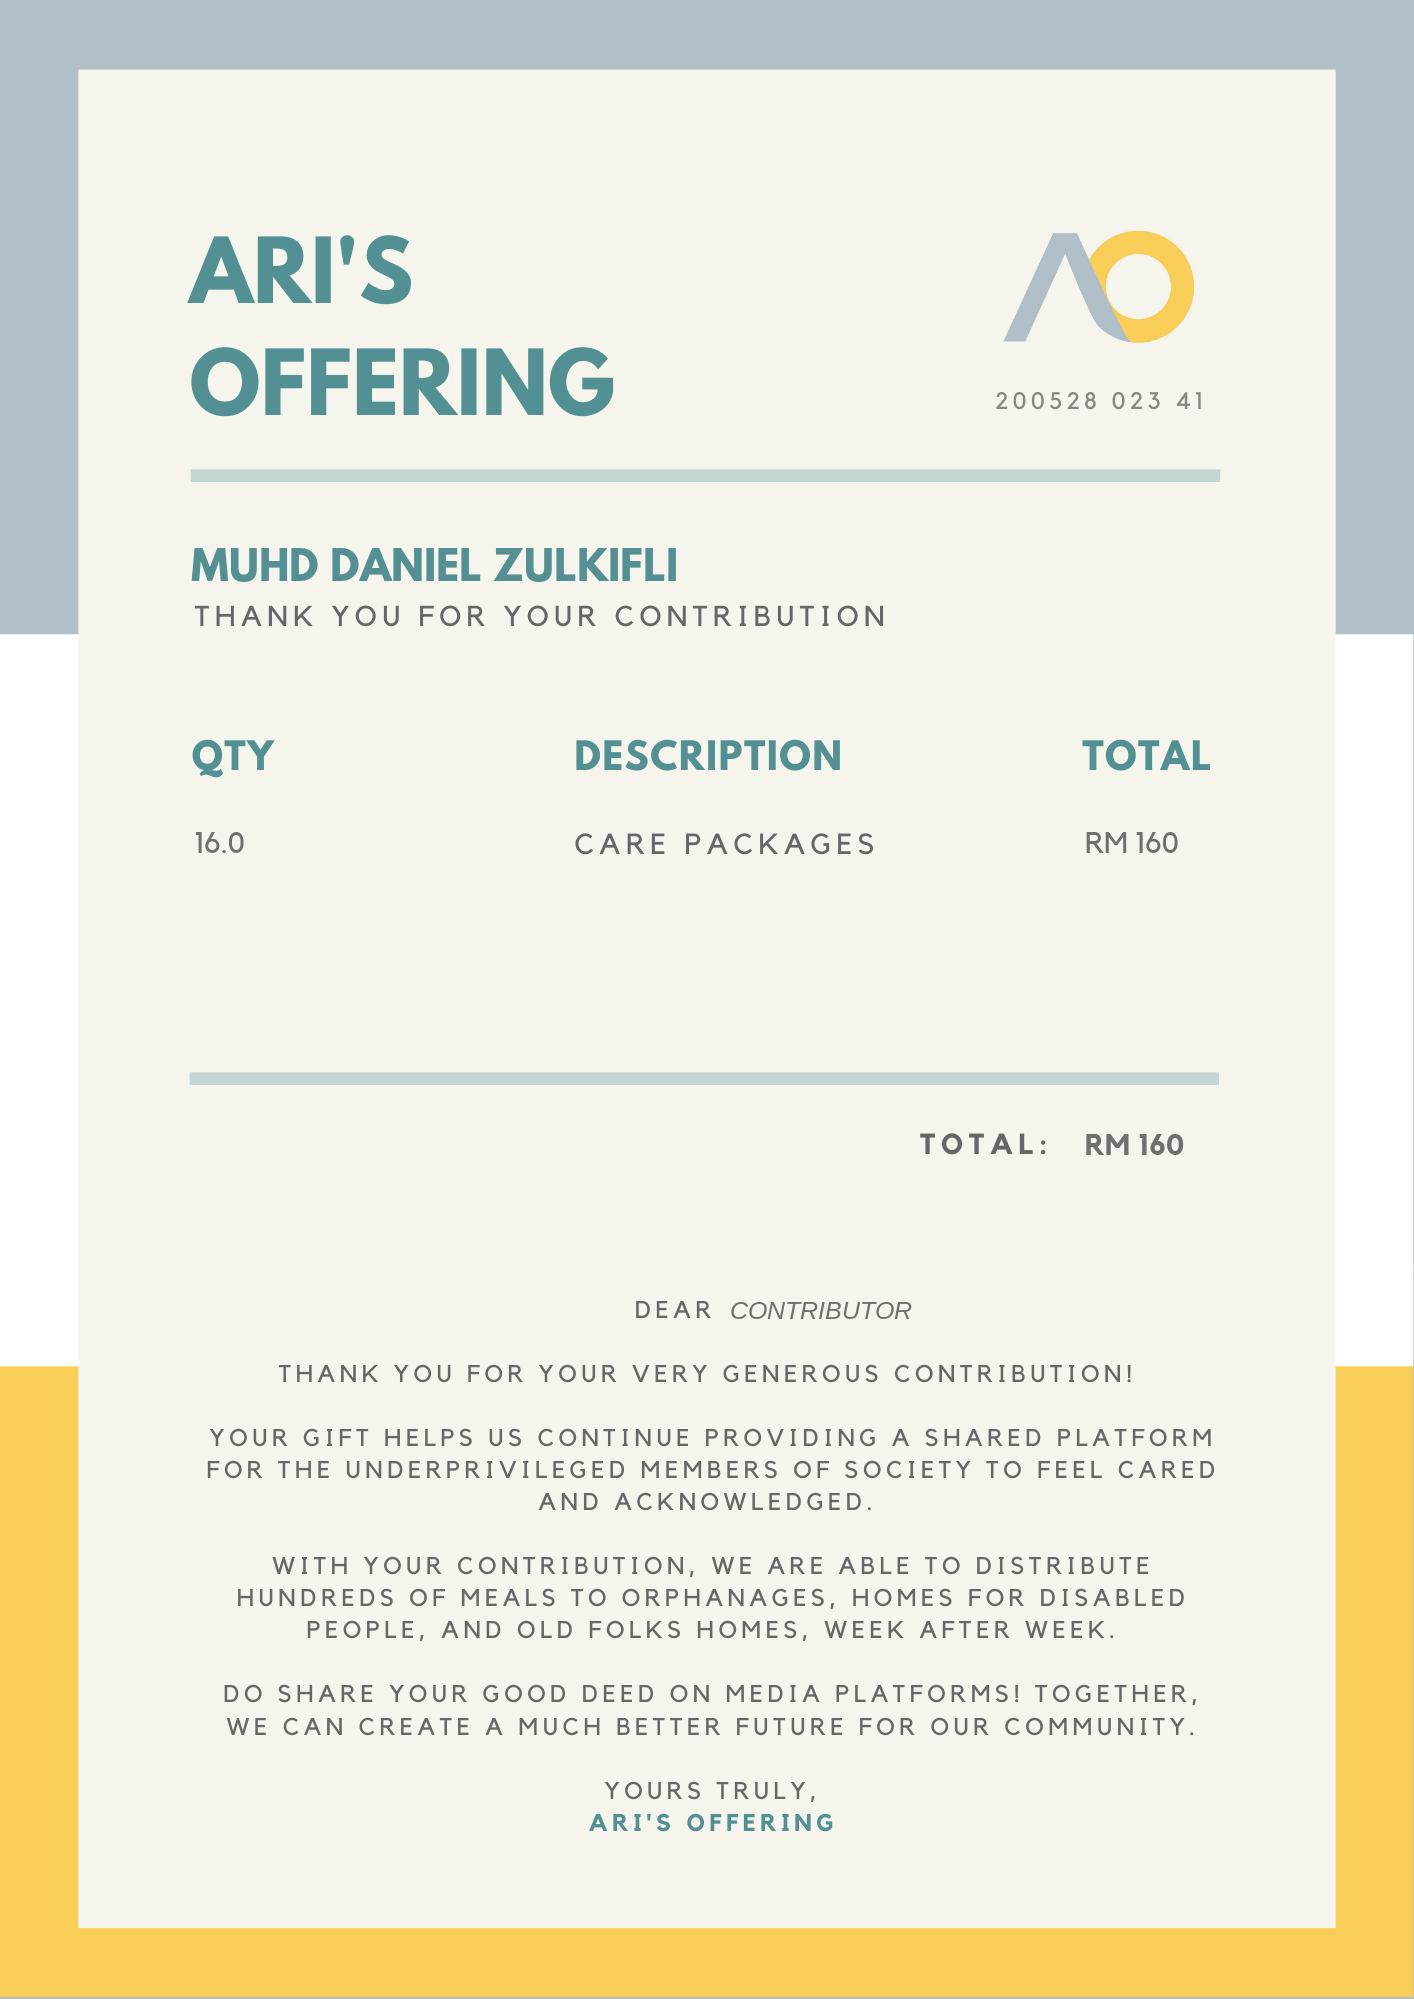 ARI'S
OFFERING
200528 023 41
MUHD DANIEL ZULKIFLI
THANK YOU FOR YOUR CONTRIBUTION
QTY DESCRIPTION TOTAL
16.0 CARE PACKAGES RM 160
TOTAL: RM 160
DEAR CONTRIBUTOR
THANK YOU FOR YOUR VERY GENEROUS CONTRIBUTION!
YOUR GIFT HELPS US CONTINUE PROVIDING A SHARED PLATFORM
FOR THE UNDERPRIVILEGED MEMBERS OF SOCIETY TO FEEL CARED
AND ACKNOWLEDGED.
WITH YOUR CONTRIBUTION, WE ARE ABLE TO DISTRIBUTE
HUNDREDS OF MEALS TO ORPHANAGES, HOMES FOR DISABLED
PEOPLE, AND OLD FOLKS HOMES, WEEK AFTER WEEK.
DO SHARE YOUR GOOD DEED ON MEDIA PLATFORMS! TOGETHER,
WE CAN CREATE A MUCH BETTER FUTURE FOR OUR COMMUNITY.
YOURS TRULY,
ARI'S OFFERING